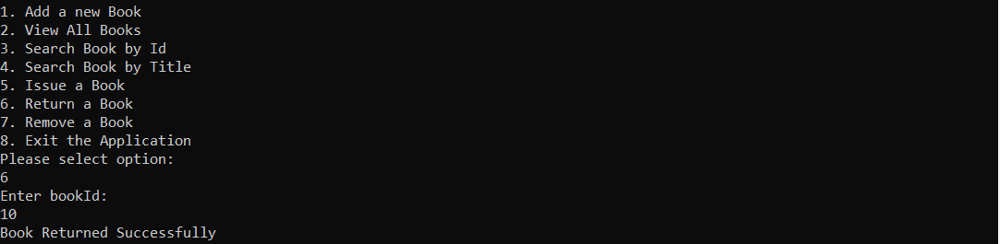 1. Add a new Book
2. View All Books
3. Search Book by Id
4. Search Book by Title
5. Issue a Book
6. Return a Book
7. Remove a Book
8. Exit the Application
Please select option:
6
Enter bookId:
10
Book Returned Successfully